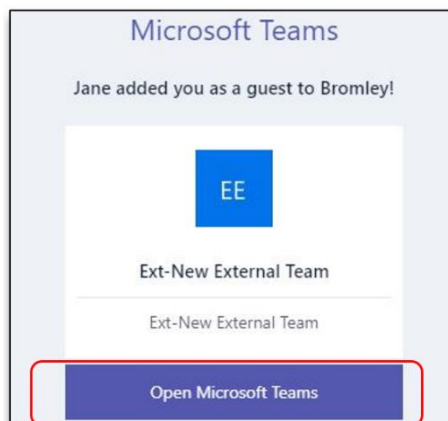 Microsoft Teams
Jane added you as a guest to Bromley!
EE
Ext-New External Team
Ext-New External Team
Open Microsoft Teams